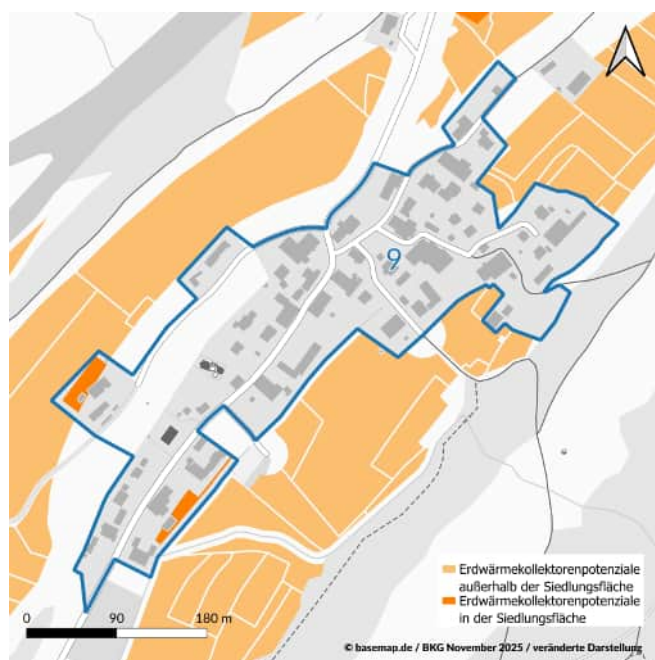 9
Erdwärmekollektorenpotenziale
außerhalb der Siedlungsfläche
Erdwärmekollektorenpotenziale
in der Siedlungsfläche
0 90 180 m
© basemap.de / BKG November 2025 / veränderte Darstellung